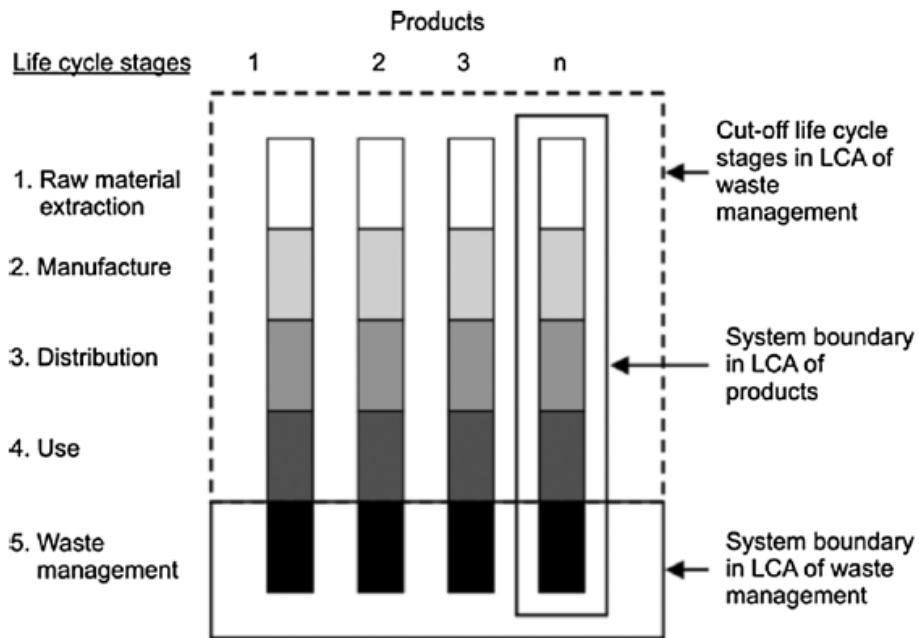 Products
Life cycle stages 1 2 3 n
Cut-off life cycle
stages in LCA of
waste
management
1. Raw material
extraction
2. Manufacture
3. Distribution
System boundary
in LCA of
products
4. Use
5. Waste
management
System boundary
in LCA of waste
management